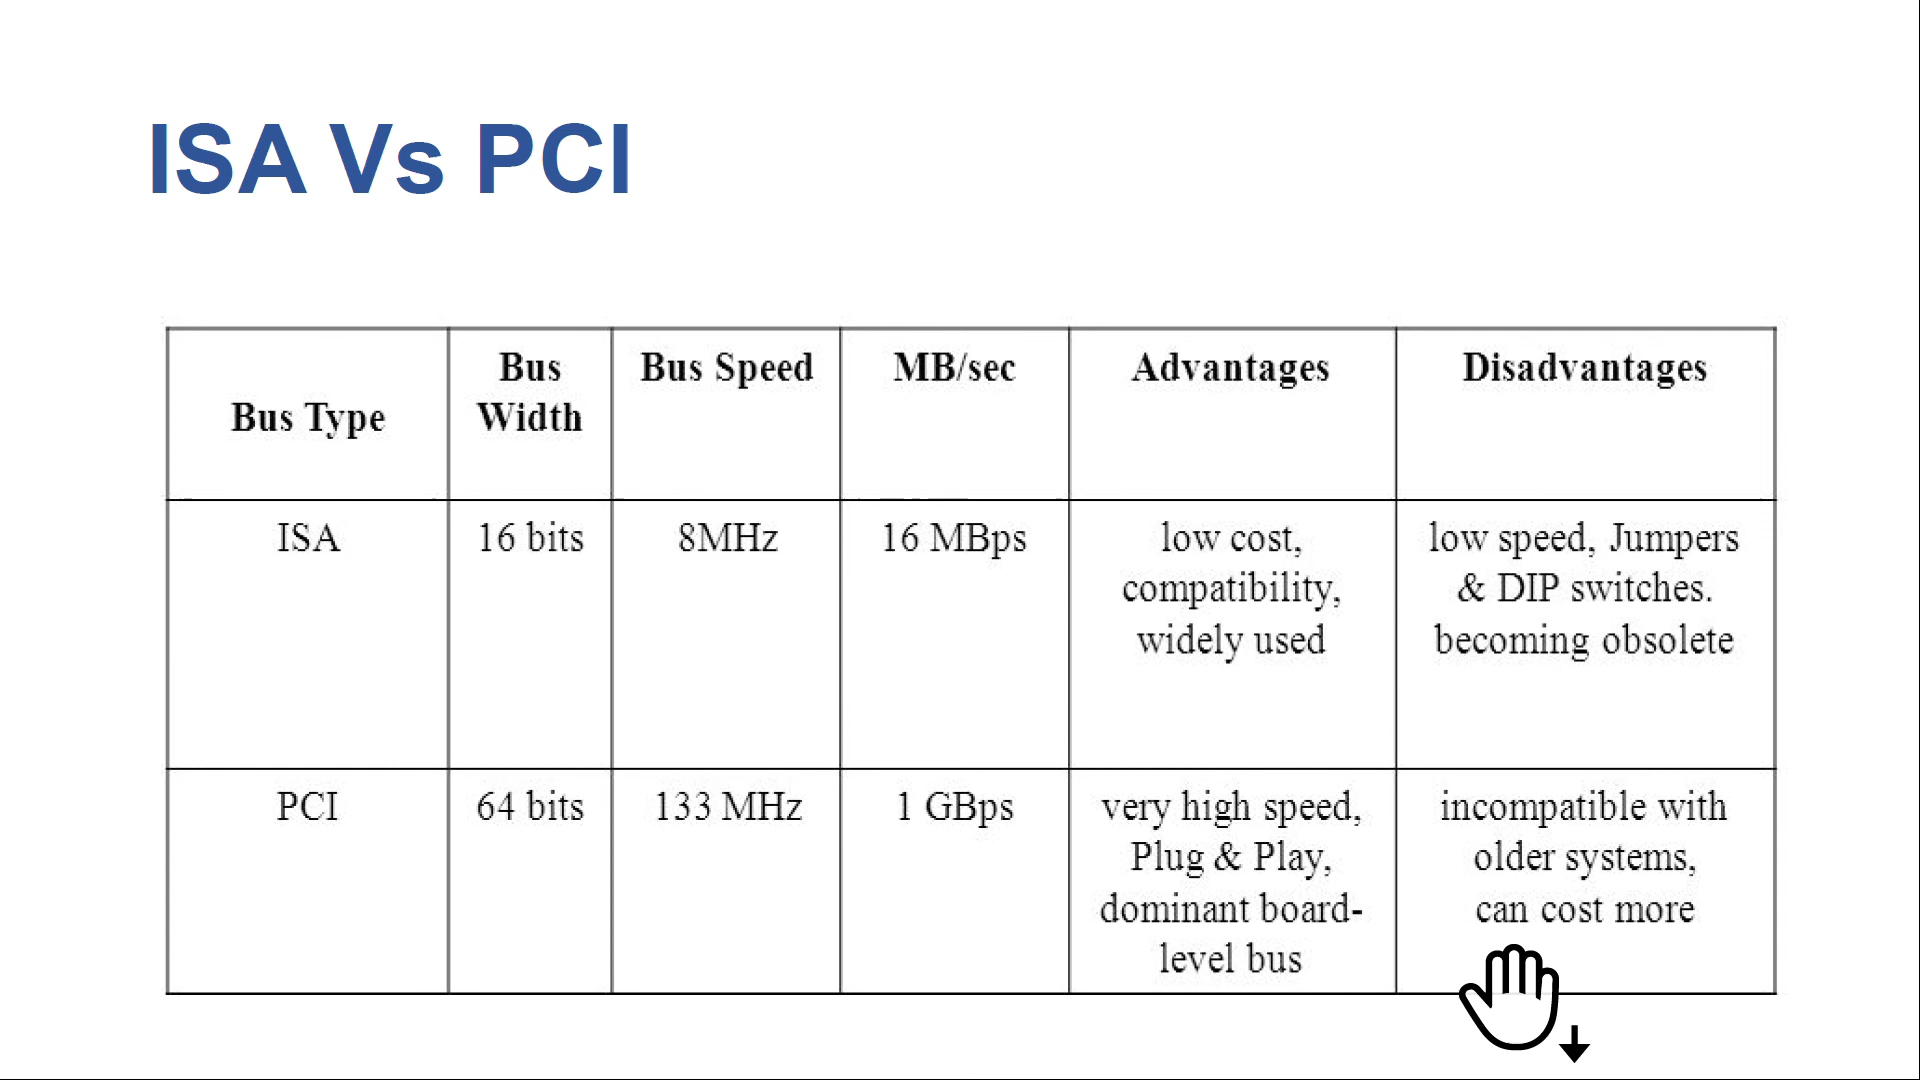 ISA Vs PCI
Bus Type
Bus
Width
Bus Speed
MB/sec
Advantages
Disadvantages
ISA
16 bits
8MHz
16 MBps
low cost,
compatibility,
widely used
low speed, Jumpers
& DIP switches.
becoming obsolete
PCI
64 bits
133 MHz
1 GBps
very high speed,
Plug & Play,
dominant board-
level bus
incompatible with
older systems,
can cost more